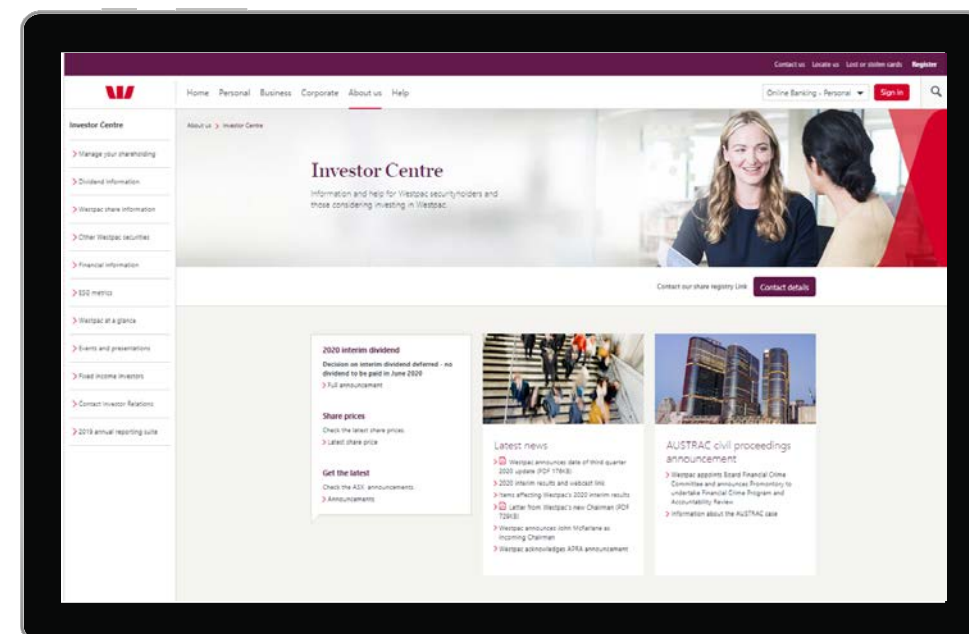 Contact us Locate us Lost or stolen cards Register
Home Personal Business Corporate About us Help
Online Banking - Personal
Sign in
Investor Centre
Manage your shareholding
Dividend information
Westpac share information
Other Westpac securities
Financial information
ESG metrics
Westpac at a glance
Events and presentations
Fixed income investors
Contact Investor Relations
2019 annual reporting suite
About us > Investor Centre
Investor Centre
Information and help for Westpac securityholders and
those considering investing in Westpac.
Contact our share registry Link
Contact details
2020 interim dividend
Decision on interim dividend deferred - no
dividend to be paid in June 2020
> Full announcement
Share prices
Check the latest share prices.
> Latest share price
Get the latest
Check the ASX announcements.
> Announcements
Latest news
> Westpac announces date of third quarter
2020 update (PDF 176KB)
> 2020 interim results and webcast link
> Items affecting Westpac's 2020 interim results
> Letter from Westpac's new Chairman (PDF
729KB)
> Westpac announces John McFarlane as
incoming Chairman
> Westpac acknowledges APRA announcement
AUSTRAC civil proceedings
announcement
> Westpac appoints Board Financial Crime
Committee and announces Promontory to
undertake Financial Crime Program and
Accountability Review
> Information about the AUSTRAC case